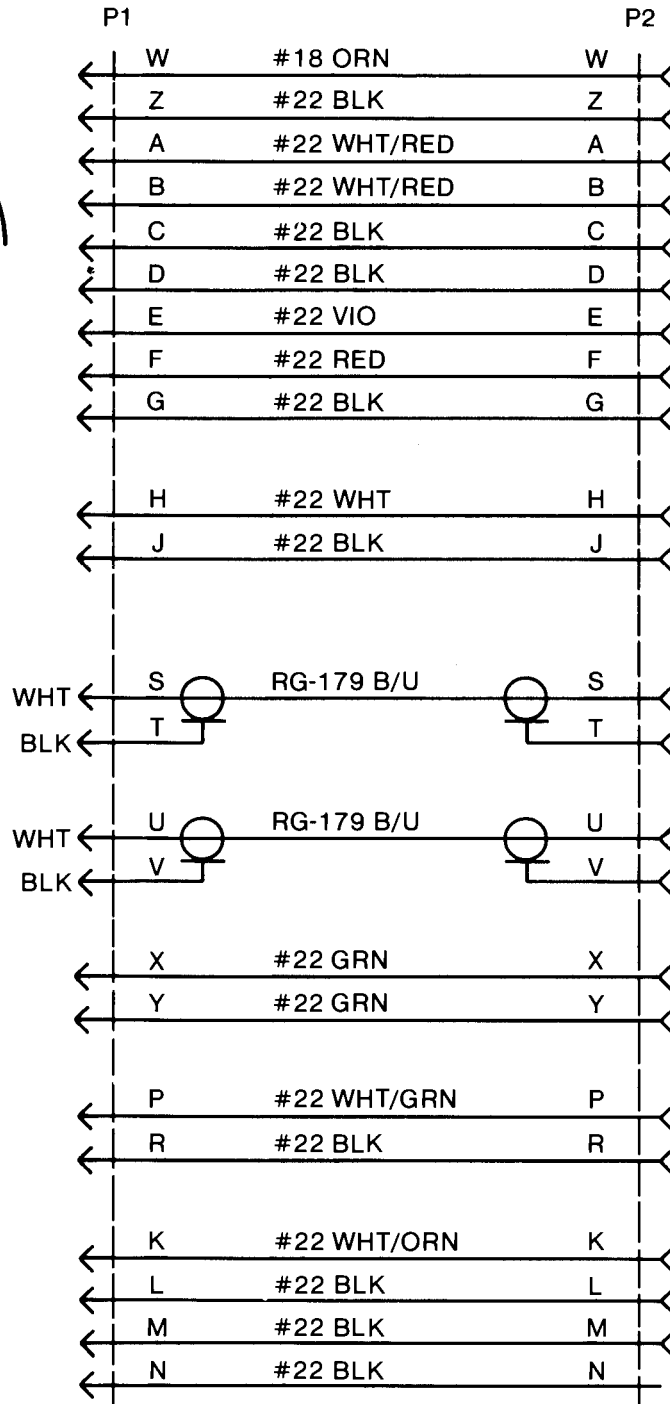 P1 P2
W #18 ORN W
Z #22 BLK Z
A #22 WHT/RED A
B #22 WHT/RED B
C #22 BLK C
D #22 BLK D
E #22 VIO E
F #22 RED F
G #22 BLK G
H #22 WHT H
J #22 BLK J
WHT S RG-179 B/U S
BLK T T
WHT U RG-179 B/U U
BLK V V
X #22 GRN X
Y #22 GRN Y
P #22 WHT/GRN P
R #22 BLK R
K #22 WHT/ORN K
L #22 BLK L
M #22 BLK M
N #22 BLK N